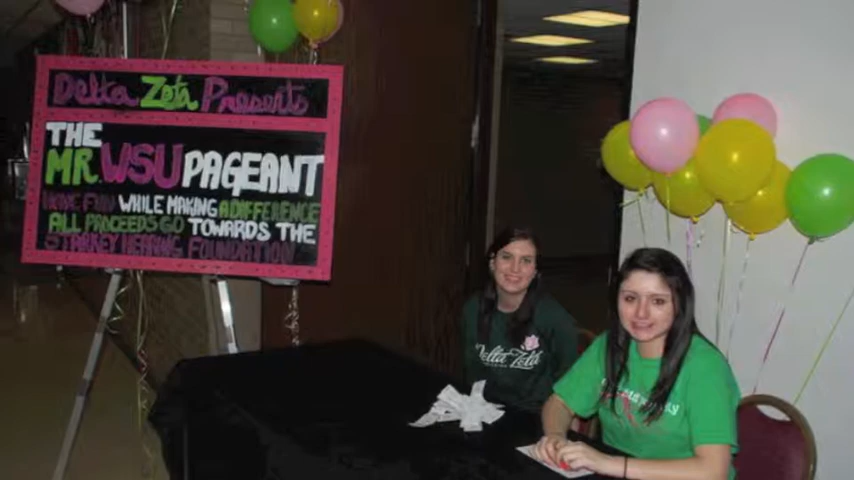 Delta Zeta Presents
THE
MR. WSU PAGEANT
HAVE FUN WHILE MAKING A DIFFERENCE
ALL PROCEEDS GO TOWARDS THE
STARKEY HEARING FOUNDATION
Delta Zeta